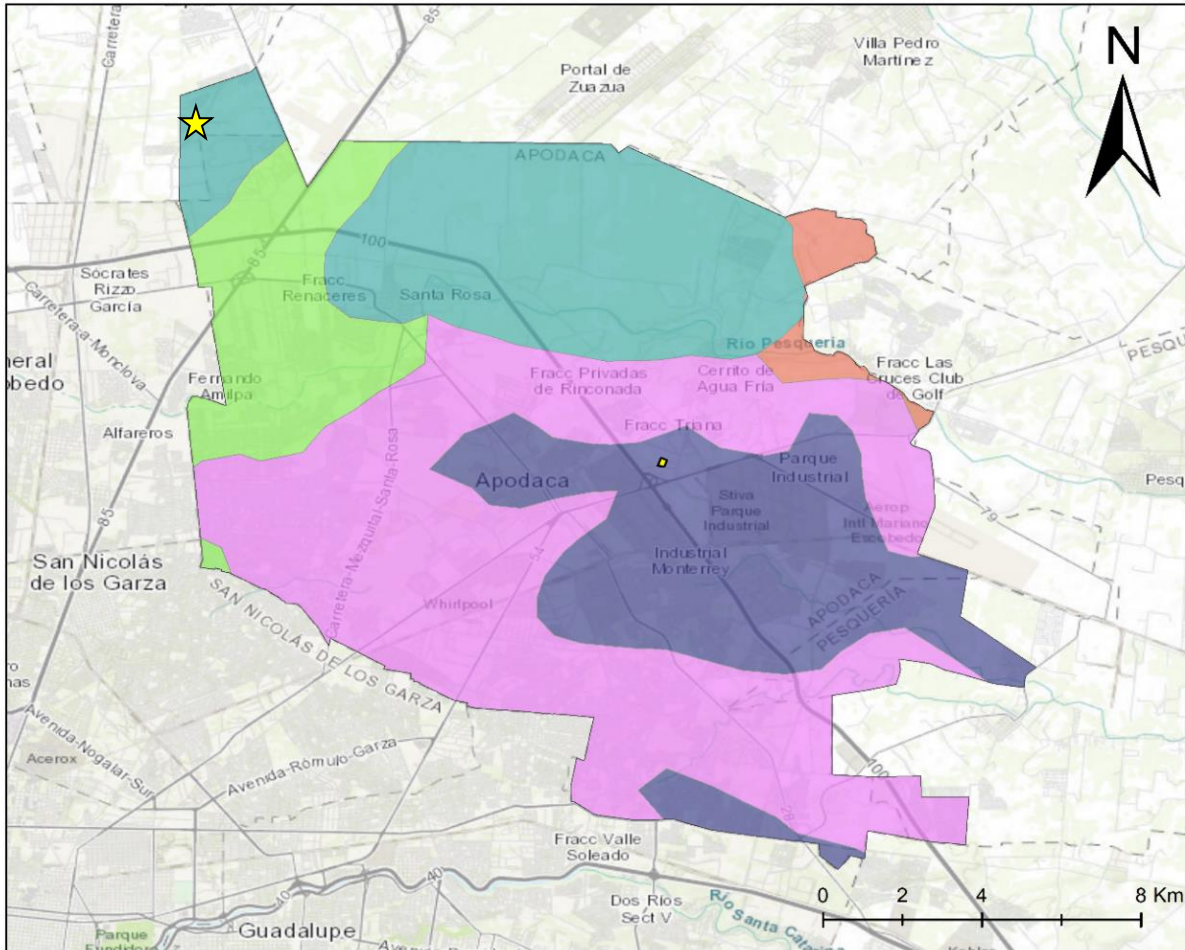 Carretera
85
Villa Pedro
Martínez
N
Portal de
Zuazua
APODACA
100
85
Sócrates
Rizzo
García
Fracc
Renaceres
Santa Rosa
Carretera-a-Monclova
Río Pesquería
PESQ
Fracc Privadas
de Rinconada
Cerrito de
Agua Fría
Fracc Las
Cruces Club
de Golf
neral
obedo
Fernando
Amilpa
Alfareros
Fracc Triana
Carretera-Mezquital-Santa-Rosa
Apodaca
Parque
Industrial
Pesq
Stiva
Parque
Industrial
Aerop
Intl Mariano
Escobedo
79
85
54
Industrial
Monterrey
San Nicolás
de los Garza
Whirlpool
APODACA
PESQUERÍA
SAN NICOLÁS DE LOS GARZA
ro
nas
Avenida-Nogalar-Sur
Avenida-Rómulo-Garza
Acerox
100
28
Fracc Valle
Soleado
40
40
Dos Ríos
Sect V
Río Santa Catarina
0 2 4 8 Km
Parque
Fundidora
Guadalupe